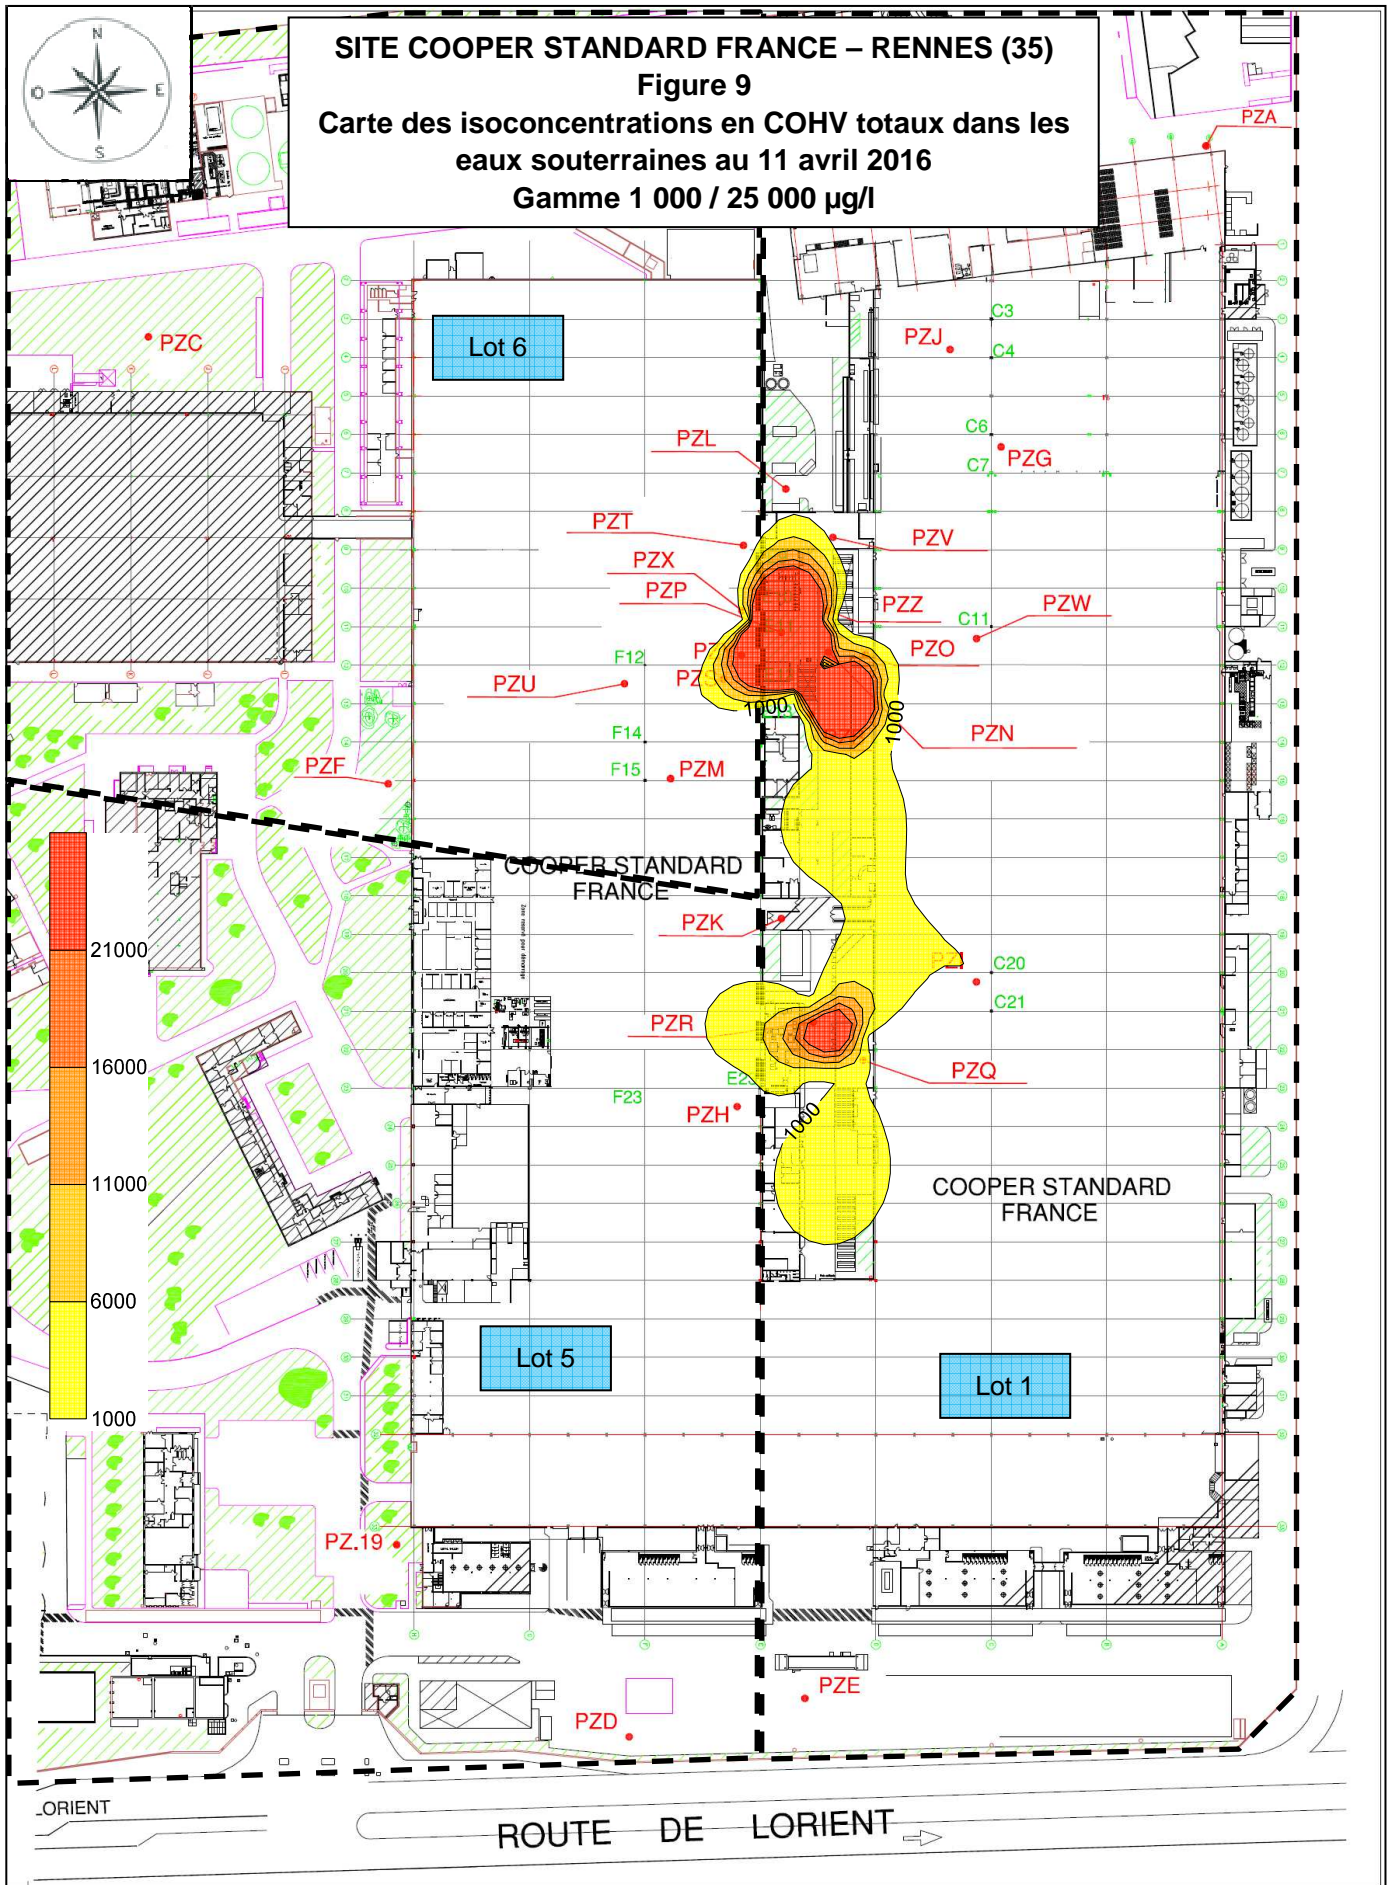 N
O
E
S
SITE COOPER STANDARD FRANCE – RENNES (35)
Figure 9
Carte des isoconcentrations en COHV totaux dans les
eaux souterraines au 11 avril 2016
Gamme 1 000 / 25 000 µg/l
PZA
PZC
Lot 6
PZJ
C3
C4
PZL
C6
PZG
C7
PZT
PZV
PZX
PZP
PZZ
C11
PZW
PZO
F12
PZU
1000
1000
F14
PZN
F15
PZM
PZF
COOPER STANDARD
FRANCE
PZK
21000
C20
C21
PZR
16000
PZQ
F23
PZH
1000
11000
COOPER STANDARD
FRANCE
6000
Lot 5
Lot 1
1000
PZ.19
PZE
PZD
LORIENT
ROUTE DE LORIENT